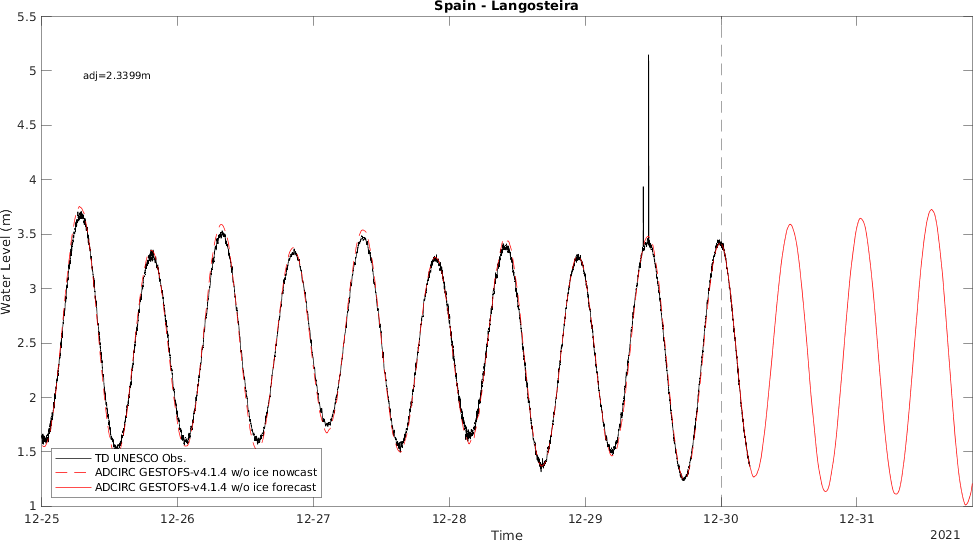 Spain - Langosteira
5.5
5
4.5
4
3.5
3
2.5
2
1.5
1
Water Level (m)
adj=2.3399m
TD UNESCO Obs.
ADCIRC GESTOFS-v4.1.4 w/o ice nowcast
ADCIRC GESTOFS-v4.1.4 w/o ice forecast
12-25
12-26
12-27
12-28
12-29
12-30
12-31
Time
2021